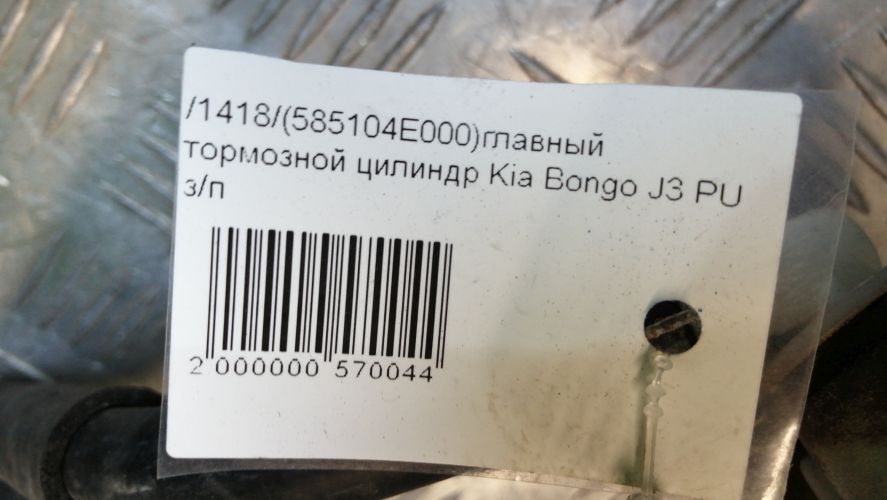 /1418/(585104E000)главный
тормозной цилиндр Kia Bongo J3 PU
з/п
2 000000 570044